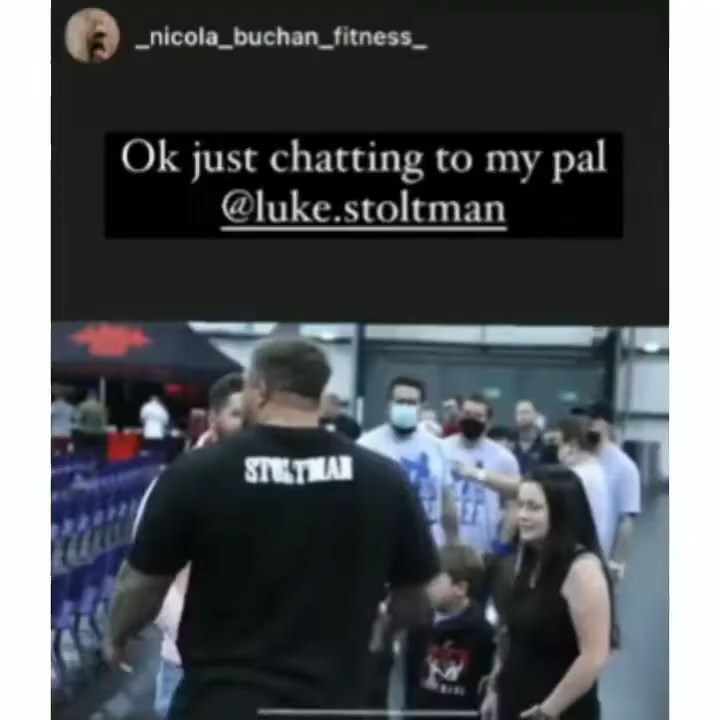 _nicola_buchan_fitness_
Ok just chatting to my pal
@luke.stoltman
STOLTMAN